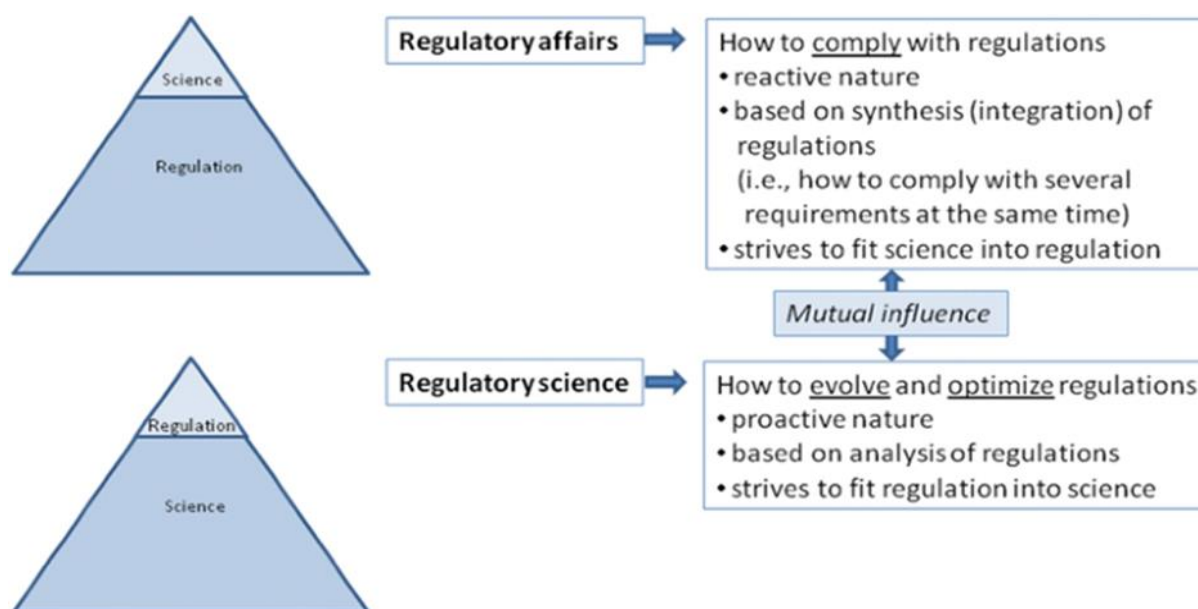 Science
Regulation
Regulatory affairs
How to comply with regulations
• reactive nature
• based on synthesis (integration) of
regulations
(i.e., how to comply with several
requirements at the same time)
• strives to fit science into regulation
Mutual influence
Regulation
Science
Regulatory science
How to evolve and optimize regulations
• proactive nature
• based on analysis of regulations
• strives to fit regulation into science